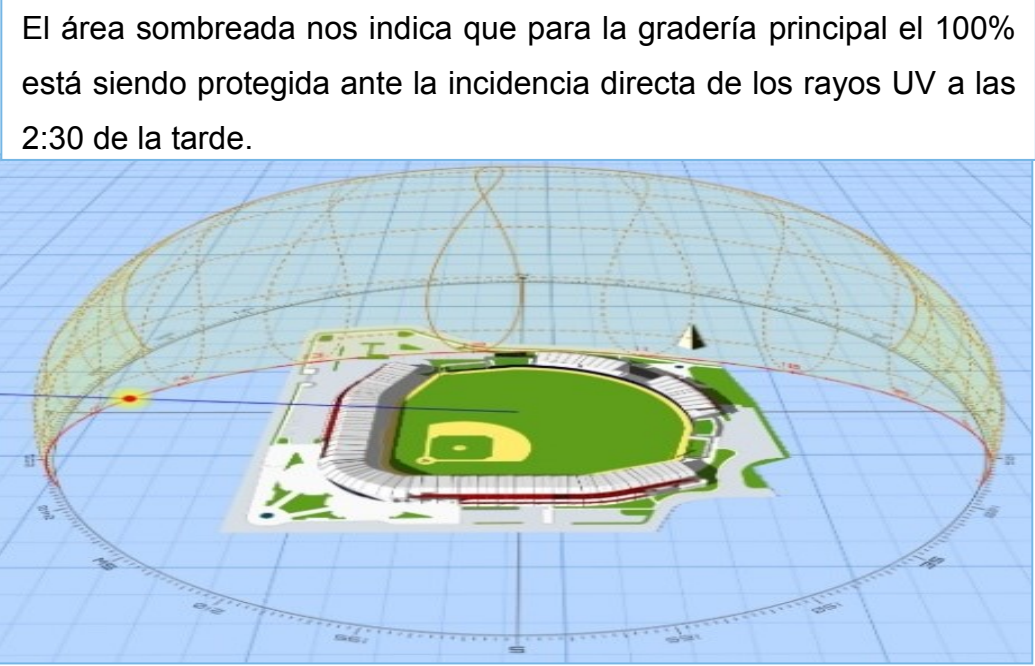 El área sombreada nos indica que para la gradería principal el 100%
está siendo protegida ante la incidencia directa de los rayos UV a las
2:30 de la tarde.